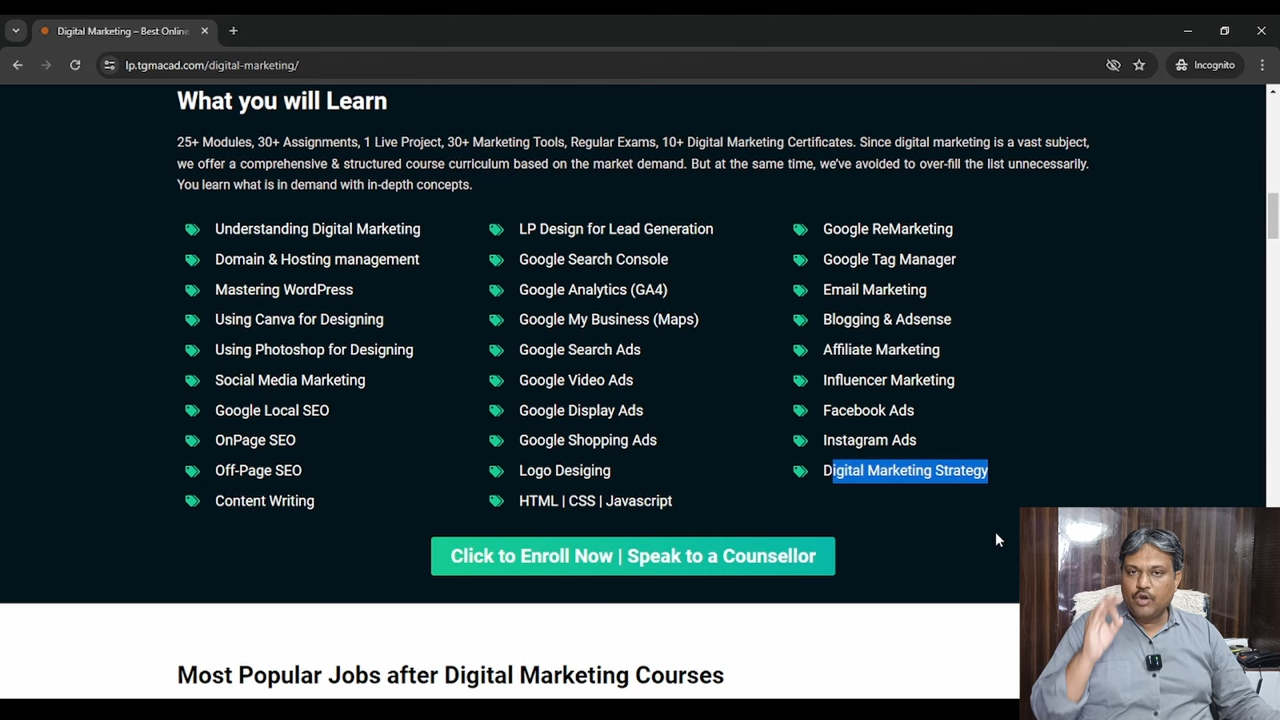 Digital Marketing – Best Online
lp.tgmacad.com/digital-marketing/
Incognito
What you will Learn
25+ Modules, 30+ Assignments, 1 Live Project, 30+ Marketing Tools, Regular Exams, 10+ Digital Marketing Certificates. Since digital marketing is a vast subject,
we offer a comprehensive & structured course curriculum based on the market demand. But at the same time, we've avoided to over-fill the list unnecessarily.
You learn what is in demand with in-depth concepts.
Understanding Digital Marketing
Domain & Hosting management
Mastering WordPress
Using Canva for Designing
Using Photoshop for Designing
Social Media Marketing
Google Local SEO
OnPage SEO
Off-Page SEO
Content Writing
LP Design for Lead Generation
Google Search Console
Google Analytics (GA4)
Google My Business (Maps)
Google Search Ads
Google Video Ads
Google Display Ads
Google Shopping Ads
Logo Desiging
HTML | CSS | Javascript
Google ReMarketing
Google Tag Manager
Email Marketing
Blogging & Adsense
Affiliate Marketing
Influencer Marketing
Facebook Ads
Instagram Ads
Digital Marketing Strategy
Click to Enroll Now | Speak to a Counsellor
Most Popular Jobs after Digital Marketing Courses